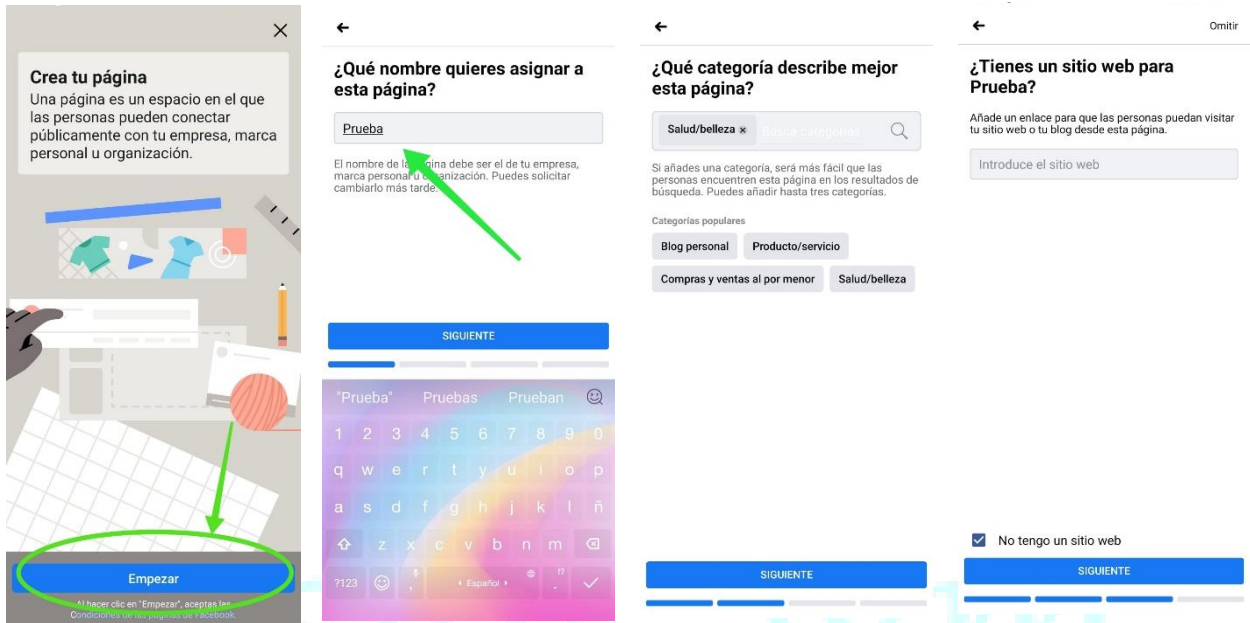 Crea tu página
Una página es un espacio en el que
las personas pueden conectar
públicamente con tu empresa, marca
personal u organización.
Empezar
Al hacer clic en "Empezar", aceptas las
Condiciones de las páginas de Facebook.
¿Qué nombre quieres asignar a
esta página?
Prueba
El nombre de la página debe ser el de tu empresa,
marca personal u organización. Puedes solicitar
cambiarlo más tarde.
SIGUIENTE
"Prueba" Pruebas Prueban
1 2 3 4 5 6 7 8 9 0
q w e r t y u i o p
a s d f g h j k l ñ
z x c v b n m
?123 , Español . !?
¿Qué categoría describe mejor
esta página?
Salud/belleza × Busca categorías
Si añades una categoría, será más fácil que las
personas encuentren esta página en los resultados de
búsqueda. Puedes añadir hasta tres categorías.
Categorías populares
Blog personal Producto/servicio
Compras y ventas al por menor Salud/belleza
SIGUIENTE
Omitir
¿Tienes un sitio web para
Prueba?
Añade un enlace para que las personas puedan visitar
tu sitio web o tu blog desde esta página.
Introduce el sitio web
No tengo un sitio web
SIGUIENTE